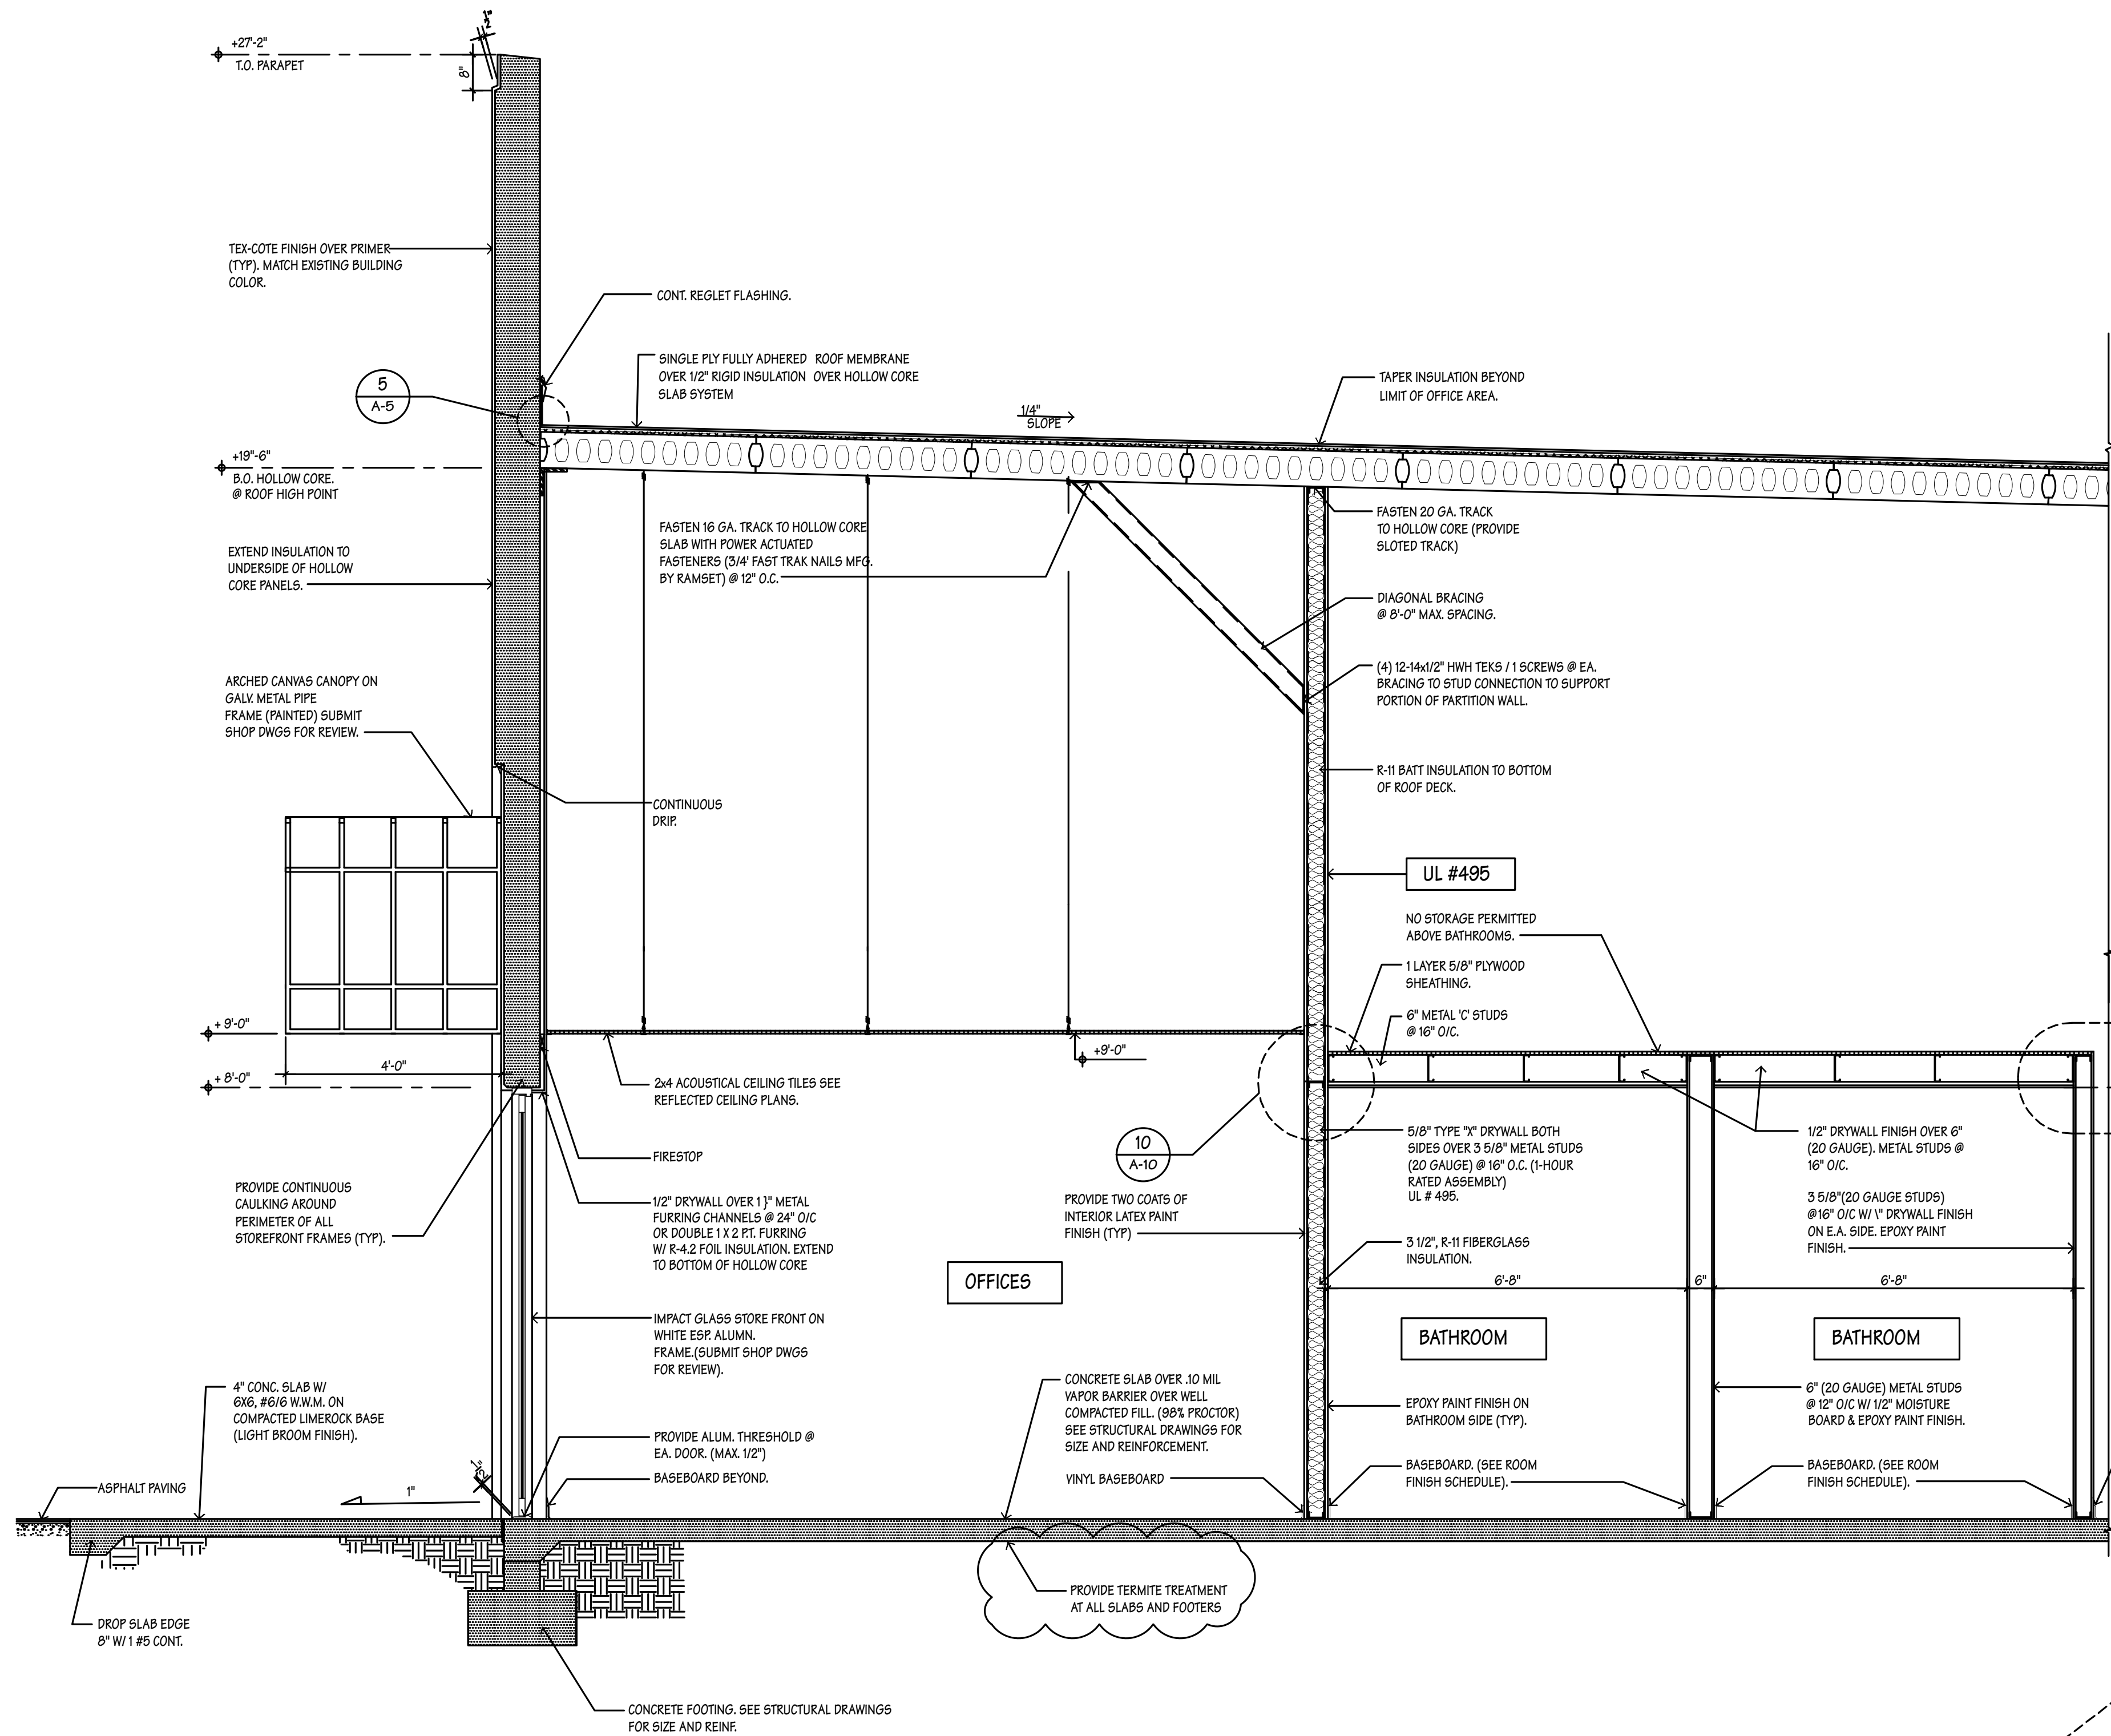 1"
2
+27'-2"
T.O. PARAPET
8"
TEX-COTE FINISH OVER PRIMER
(TYP). MATCH EXISTING BUILDING
COLOR.
CONT. REGLET FLASHING.
SINGLE PLY FULLY ADHERED ROOF MEMBRANE
OVER 1/2" RIGID INSULATION OVER HOLLOW CORE
SLAB SYSTEM
5
A-5
1/4"
SLOPE
TAPER INSULATION BEYOND
LIMIT OF OFFICE AREA.
+19"-6"
B.O. HOLLOW CORE.
@ ROOF HIGH POINT
EXTEND INSULATION TO
UNDERSIDE OF HOLLOW
CORE PANELS.
FASTEN 16 GA. TRACK TO HOLLOW CORE
SLAB WITH POWER ACTUATED
FASTENERS (3/4' FAST TRAK NAILS MFG.
BY RAMSET) @ 12" O.C.
FASTEN 20 GA. TRACK
TO HOLLOW CORE (PROVIDE
SLOTED TRACK)
DIAGONAL BRACING
@ 8'-0" MAX. SPACING.
(4) 12-14x1/2" HWH TEKS / 1 SCREWS @ EA.
BRACING TO STUD CONNECTION TO SUPPORT
PORTION OF PARTITION WALL.
ARCHED CANVAS CANOPY ON
GALV. METAL PIPE
FRAME (PAINTED) SUBMIT
SHOP DWGS FOR REVIEW.
R-11 BATT INSULATION TO BOTTOM
OF ROOF DECK.
CONTINUOUS
DRIP.
UL #495
NO STORAGE PERMITTED
ABOVE BATHROOMS.
1 LAYER 5/8" PLYWOOD
SHEATHING.
6" METAL 'C' STUDS
@ 16" O/C.
+ 9'-0"
4'-0"
+ 8'-0"
+9'-0"
2x4 ACOUSTICAL CEILING TILES SEE
REFLECTED CEILING PLANS.
FIRESTOP
10
A-10
5/8" TYPE "X" DRYWALL BOTH
SIDES OVER 3 5/8" METAL STUDS
(20 GAUGE) @ 16" O.C. (1-HOUR
RATED ASSEMBLY)
UL # 495.
1/2" DRYWALL FINISH OVER 6"
(20 GAUGE). METAL STUDS @
16" O/C.
PROVIDE CONTINUOUS
CAULKING AROUND
PERIMETER OF ALL
STOREFRONT FRAMES (TYP).
1/2" DRYWALL OVER 1 }" METAL
FURRING CHANNELS @ 24" O/C
OR DOUBLE 1 X 2 P.T. FURRING
W/ R-4.2 FOIL INSULATION. EXTEND
TO BOTTOM OF HOLLOW CORE
PROVIDE TWO COATS OF
INTERIOR LATEX PAINT
FINISH (TYP)
3 5/8"(20 GAUGE STUDS)
@16" O/C W/ \" DRYWALL FINISH
ON E.A. SIDE. EPOXY PAINT
FINISH.
3 1/2", R-11 FIBERGLASS
INSULATION.
OFFICES
6'-8"
6"
6'-8"
IMPACT GLASS STORE FRONT ON
WHITE ESP. ALUMN.
FRAME.(SUBMIT SHOP DWGS
FOR REVIEW).
BATHROOM
BATHROOM
4" CONC. SLAB W/
6X6, #6/6 W.W.M. ON
COMPACTED LIMEROCK BASE
(LIGHT BROOM FINISH).
CONCRETE SLAB OVER .10 MIL
VAPOR BARRIER OVER WELL
COMPACTED FILL. (98% PROCTOR)
SEE STRUCTURAL DRAWINGS FOR
SIZE AND REINFORCEMENT.
EPOXY PAINT FINISH ON
BATHROOM SIDE (TYP).
6" (20 GAUGE) METAL STUDS
@ 12" O/C W/ 1/2" MOISTURE
BOARD & EPOXY PAINT FINISH.
PROVIDE ALUM. THRESHOLD @
EA. DOOR. (MAX. 1/2")
BASEBOARD BEYOND.
VINYL BASEBOARD
BASEBOARD. (SEE ROOM
FINISH SCHEDULE).
BASEBOARD. (SEE ROOM
FINISH SCHEDULE).
ASPHALT PAVING
1"
1"
2
PROVIDE TERMITE TREATMENT
AT ALL SLABS AND FOOTERS
DROP SLAB EDGE
8" W/ 1 #5 CONT.
CONCRETE FOOTING. SEE STRUCTURAL DRAWINGS
FOR SIZE AND REINF.